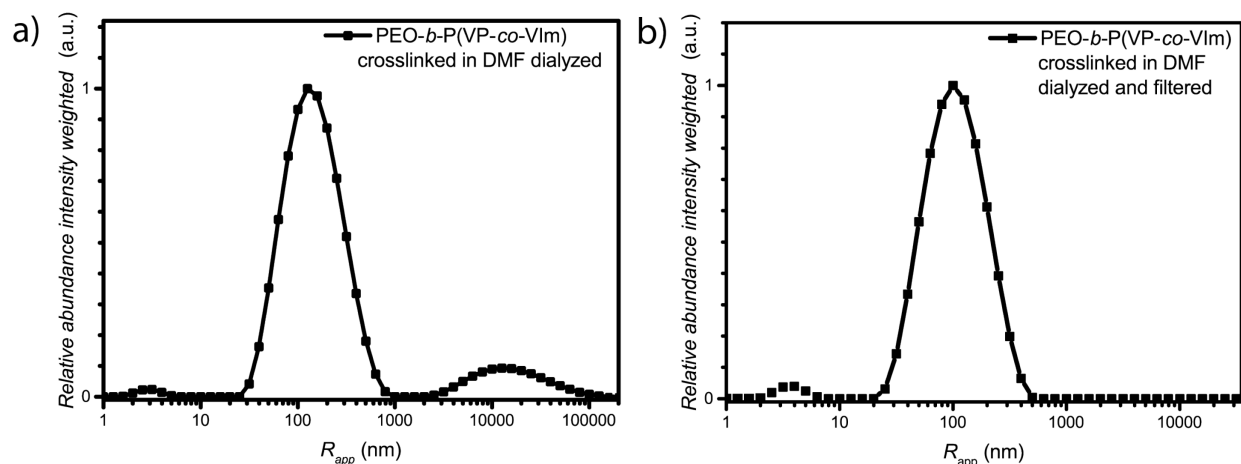 a)
PEO-b-P(VP-co-VIm)
crosslinked in DMF dialyzed
Relative abundance intensity weighted (a.u.)
1
0
1 10 100 1000 10000 100000
Rapp (nm)
b)
PEO-b-P(VP-co-VIm)
crosslinked in DMF
dialyzed and filtered
Relative abundance intensity weighted (a.u.)
1
0
1 10 100 1000 10000
Rapp (nm)